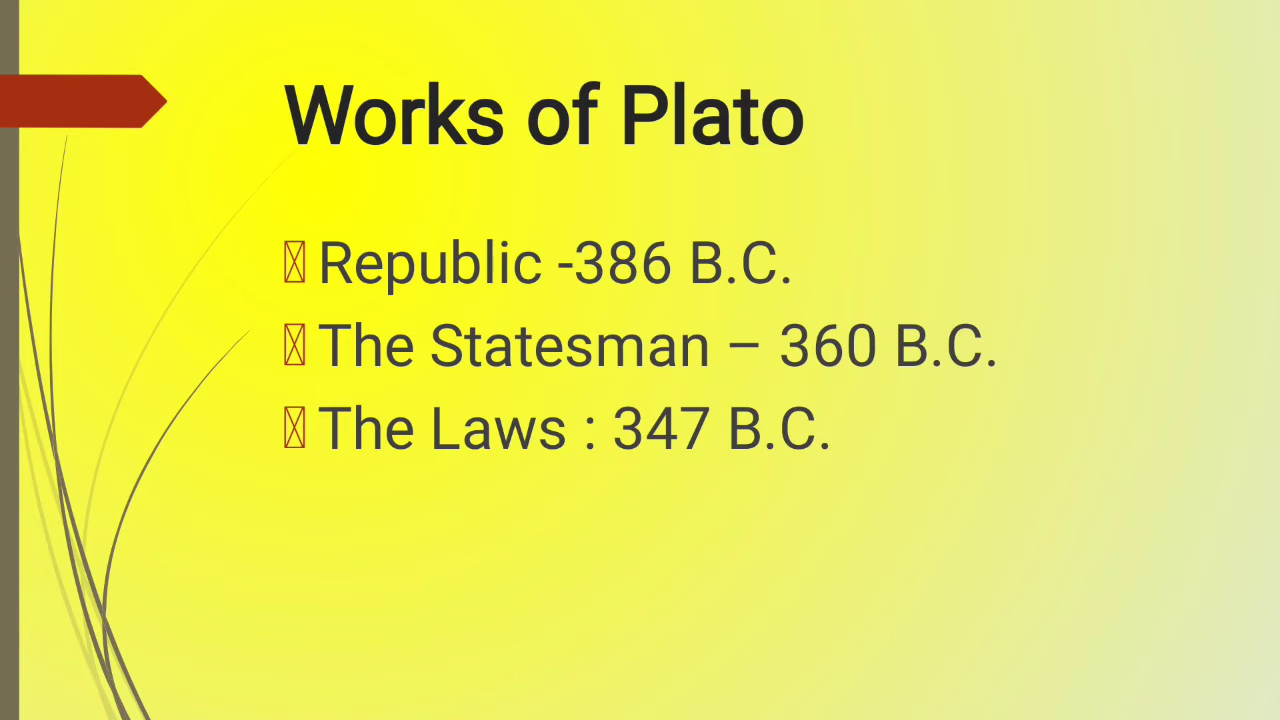 Works of Plato
Republic -386 B.C.
The Statesman – 360 B.C.
The Laws : 347 B.C.